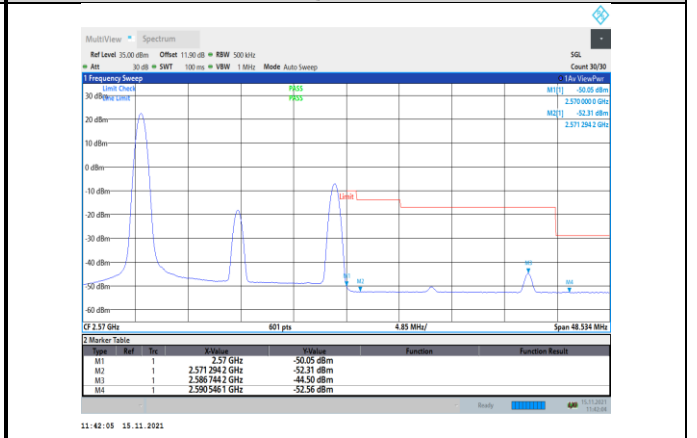 MultiView Spectrum
Ref Level 35.00 dBm Offset 11.90 dB RBW 500 kHz SGL
Att 30 dB SWT 100 ms VBW 1 MHz Mode Auto Sweep Count 30/30
1 Frequency Sweep 1Av ViewPwr
Limit Check PASS M1[1] -50.05 dBm
30 dBm Line Limit PASS 2.570 000 0 GHz
M2[1] -52.31 dBm
20 dBm 2.571 294 2 GHz
10 dBm
0 dBm
-10 dBm
Limit
-20 dBm
-30 dBm
-40 dBm
M3
M1 M2 M4
-50 dBm
-60 dBm
CF 2.57 GHz 601 pts 4.85 MHz/ Span 48.534 MHz
2 Marker Table
Type Ref Trc X-Value Y-Value Function Function Result
M1 1 2.57 GHz -50.05 dBm
M2 1 2.571 294 2 GHz -52.31 dBm
M3 1 2.586 744 2 GHz -44.50 dBm
M4 1 2.590 546 1 GHz -52.56 dBm
Ready 15.11.2021
11:42:05
11:42:05 15.11.2021